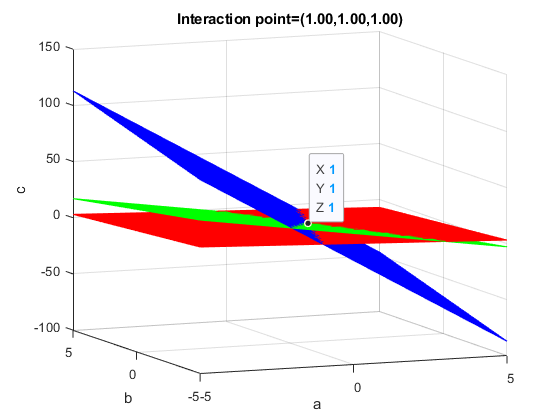 Interaction point=(1.00,1.00,1.00)
150
100
50
0
-50
-100
c
X 1
Y 1
Z 1
5
0
-5-5
0
5
b
a